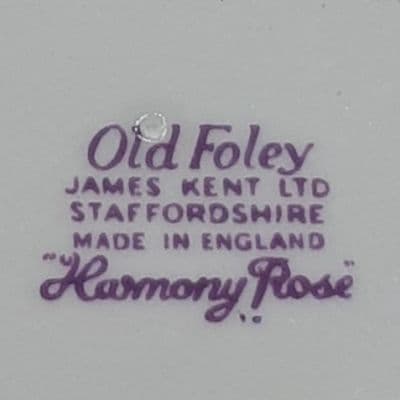 Old Foley
JAMES KENT LTD
STAFFORDSHIRE
MADE IN ENGLAND
"Harmony Rose"